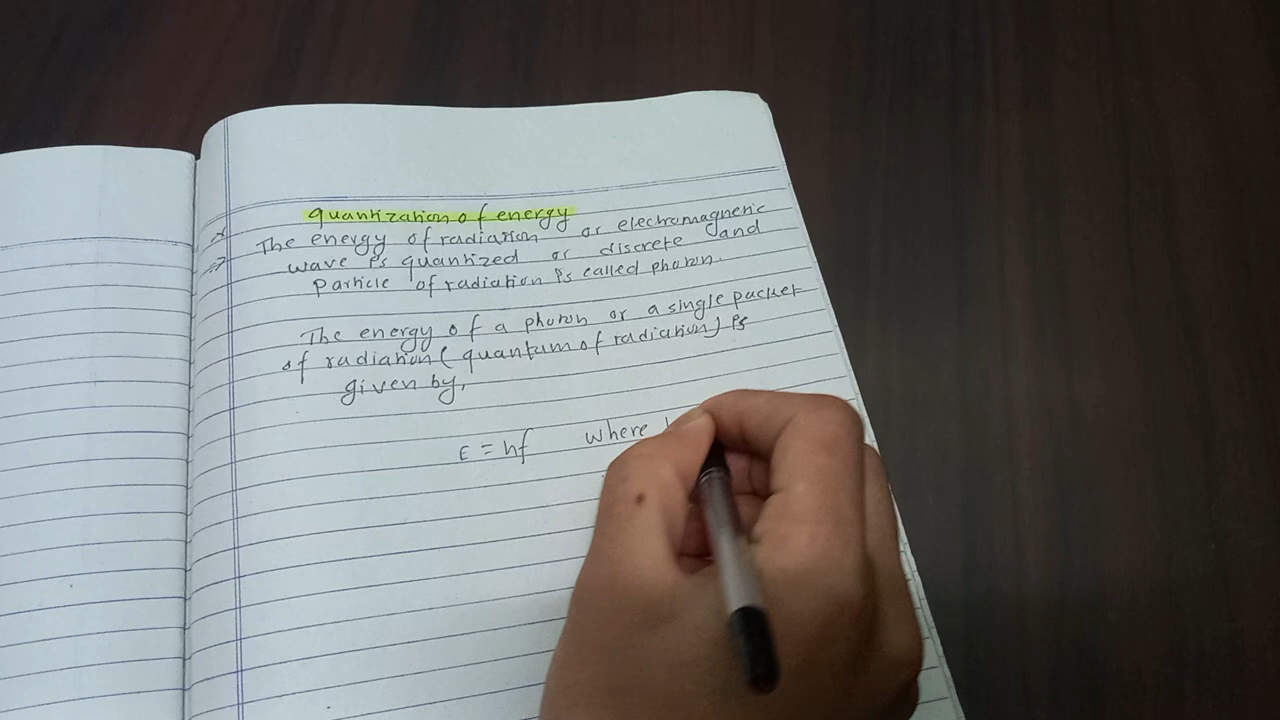 quantization of energy
The energy of radiation or electromagnetic
wave is quantized or discrete and
particle of radiation is called photon.
The energy of a photon or a single packet
of radiation (quantum of radiation) is
given by,
E = hf where